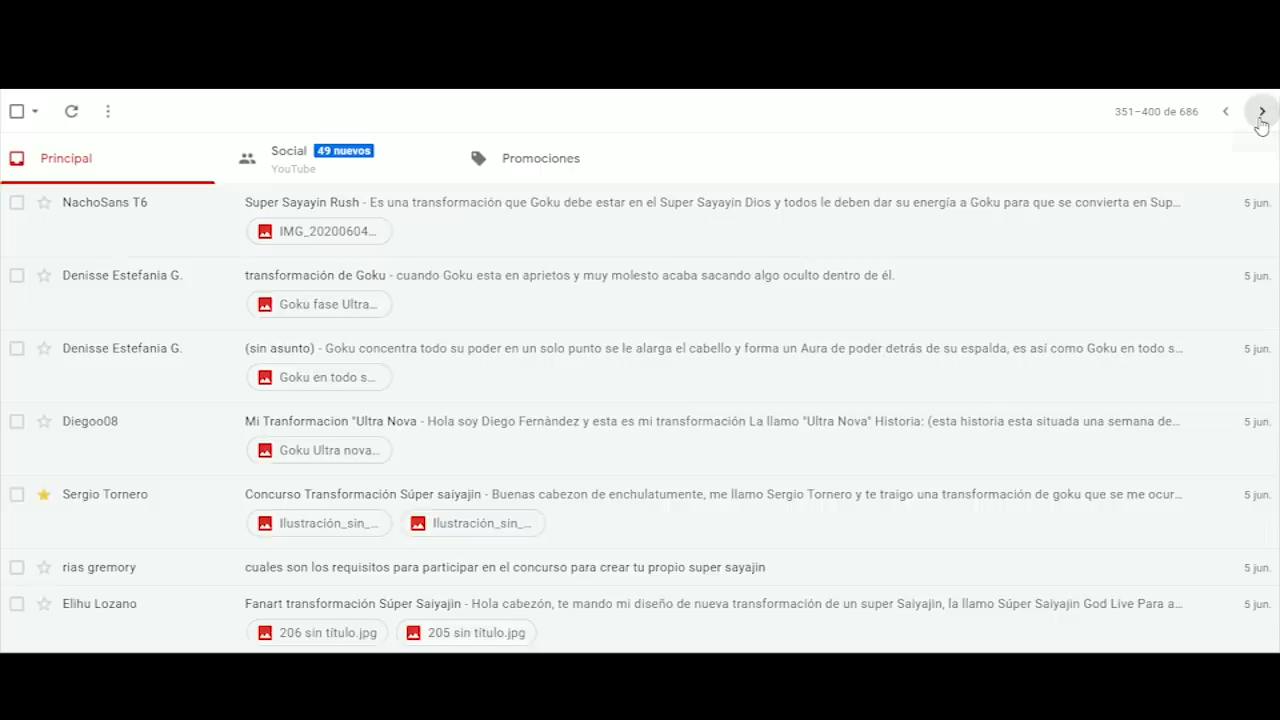 351–400 de 686
Principal
Social 49 nuevos
YouTube
Promociones
NachoSans T6 Super Sayayin Rush - Es una transformación que Goku debe estar en el Super Sayayín Dios y todos le deben dar su energía a Goku para que se convierta en Sup... 5 jun.
IMG_20200604...
Denisse Estefania G. transformación de Goku - cuando Goku esta en aprietos y muy molesto acaba sacando algo oculto dentro de él. 5 jun.
Goku fase Ultra...
Denisse Estefania G. (sin asunto) - Goku concentra todo su poder en un solo punto se le alarga el cabello y forma un Aura de poder detrás de su espalda, es así como Goku en todo s... 5 jun.
Goku en todo s...
Diegoo08 Mi Tranformacion "Ultra Nova - Hola soy Diego Fernàndez y esta es mi transformación La llamo "Ultra Nova" Historia: (esta historia esta situada una semana de... 5 jun.
Goku Ultra nova...
Sergio Tornero Concurso Transformación Súper saiyajin - Buenas cabezon de enchulatumente, me llamo Sergio Tornero y te traigo una transformación de goku que se me ocur... 5 jun.
Ilustración_sin_... Ilustración_sin_...
rias gremory cuales son los requisitos para participar en el concurso para crear tu propio super sayajin 5 jun.
Elihu Lozano Fanart transformación Súper Saiyajin - Hola cabezón, te mando mi diseño de nueva transformación de un super Saiyajin, la llamo Súper Saiyajin God Live Para a... 5 jun.
206 sin título.jpg 205 sin título.jpg